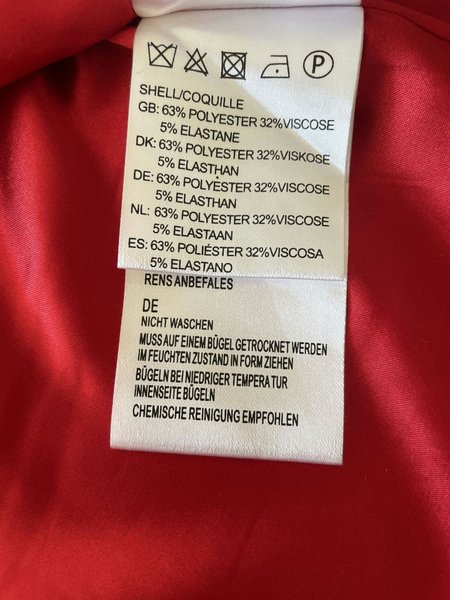 P
SHELL/COQUILLE
GB: 63% POLYESTER 32%VISCOSE
5% ELASTANE
DK: 63% POLYESTER 32%VISKOSE
5% ELASTHAN
DE: 63% POLYESTER 32%VISCOSE
5% ELASTHAN
NL: 63% POLYESTER 32%VISCOSE
5% ELASTAAN
ES: 63% POLIÉSTER 32%VISCOSA
5% ELASTANO
RENS ANBEFALES
DE
NICHT WASCHEN
MUSS AUF EINEM BÜGEL GETROCKNET WERDEN
IM FEUCHTEN ZUSTAND IN FORM ZIEHEN
BÜGELN BEI NIEDRIGER TEMPERA TUR
INNENSEITE BÜGELN
CHEMISCHE REINIGUNG EMPFOHLEN